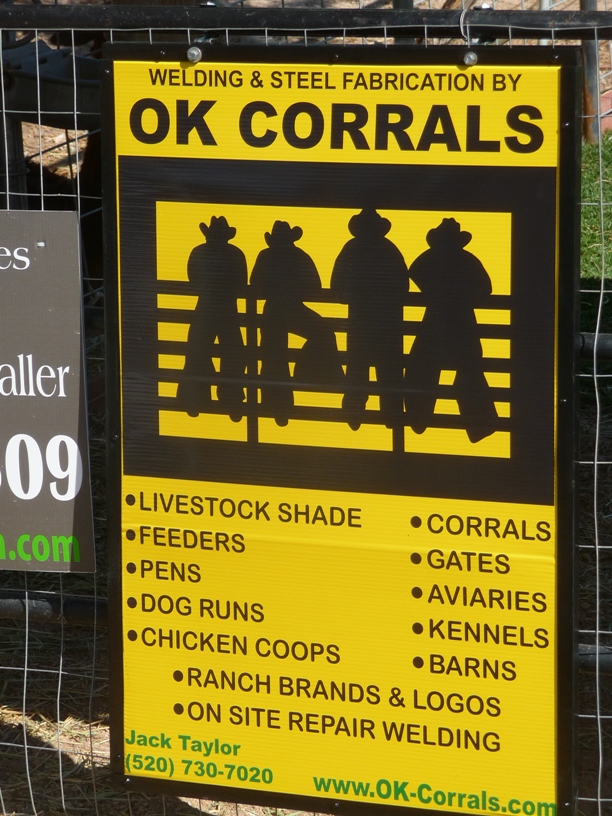 WELDING & STEEL FABRICATION BY
OK CORRALS
•LIVESTOCK SHADE
•FEEDERS
•PENS
•DOG RUNS
•CHICKEN COOPS
•CORRALS
•GATES
•AVIARIES
•KENNELS
•BARNS
•RANCH BRANDS & LOGOS
•ON SITE REPAIR WELDING
Jack Taylor
(520) 730-7020
www.OK-Corrals.com
es
aller
09
.com